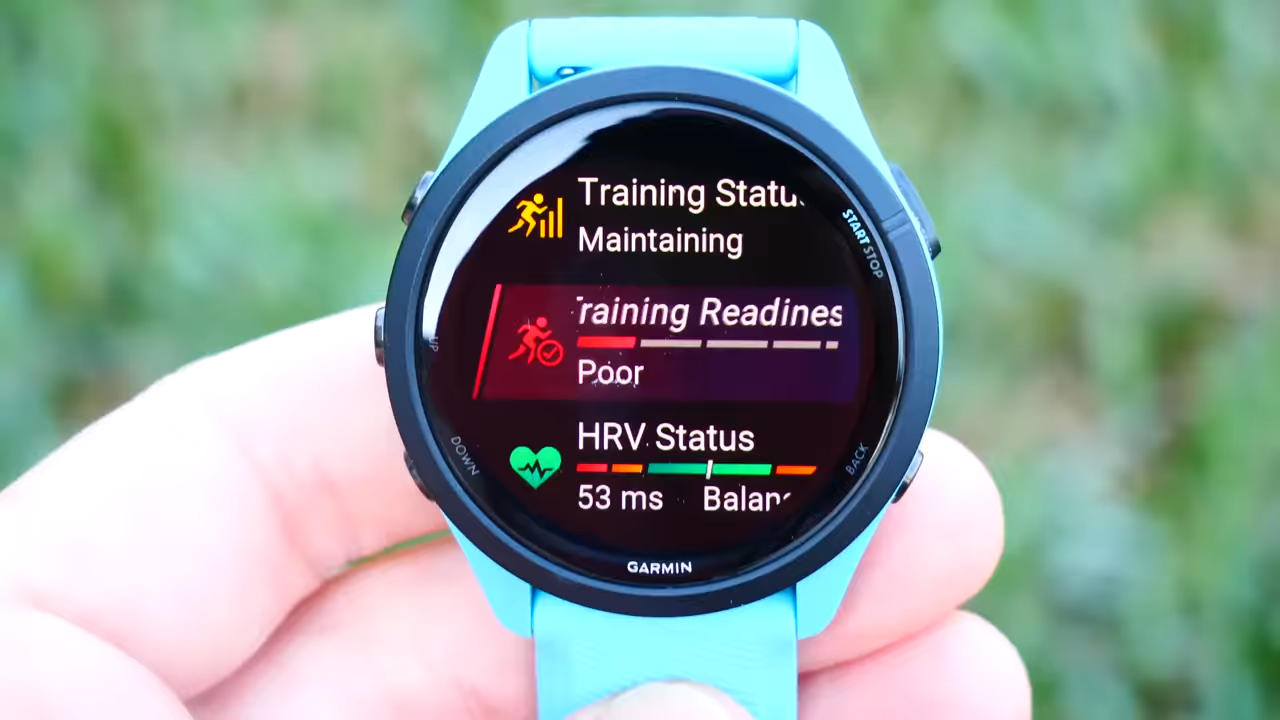 Training Statu
Maintaining
START STOP
raining Readines
Poor
UP
HRV Status
DOWN
BACK
53 ms Balan
GARMIN